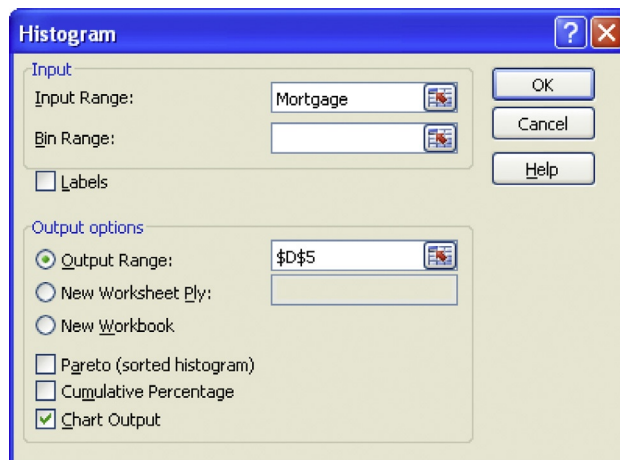 Histogram
Input
Input Range: Mortgage
Bin Range:
Labels
OK
Cancel
Help
Output options
Output Range: $D$5
New Worksheet Ply:
New Workbook
Pareto (sorted histogram)
Cumulative Percentage
Chart Output